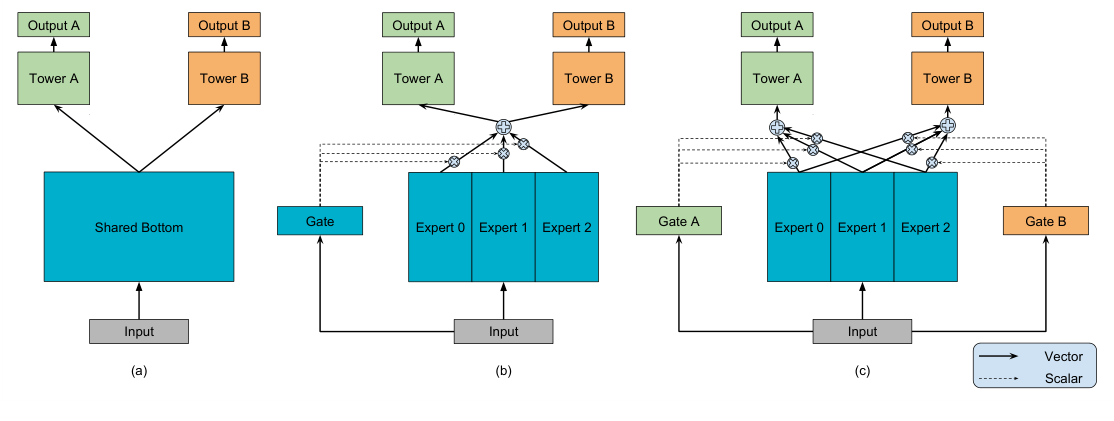 Output A
Output B
Tower A
Tower B
Shared Bottom
Input
(a)
Output A
Output B
Tower A
Tower B
Gate
Expert 0
Expert 1
Expert 2
Input
(b)
Output A
Output B
Tower A
Tower B
Gate A
Expert 0
Expert 1
Expert 2
Gate B
Input
(c)
Vector
Scalar